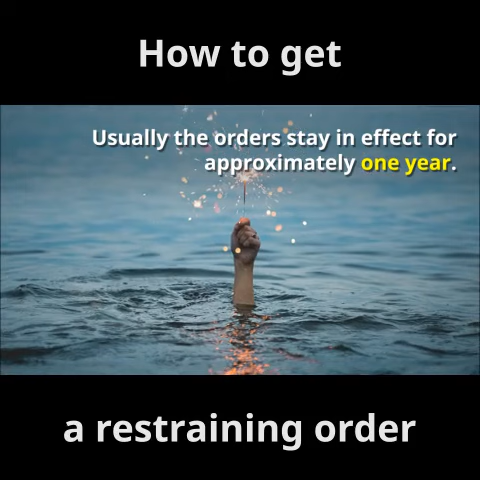 How to get
Usually the orders stay in effect for
approximately one year.
a restraining order